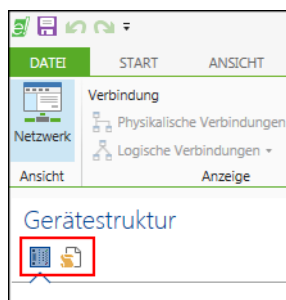 DATEI START ANSICHT
Verbindung
Netzwerk
Physikalische Verbindungen
Logische Verbindungen
Ansicht Anzeige
Gerätestruktur